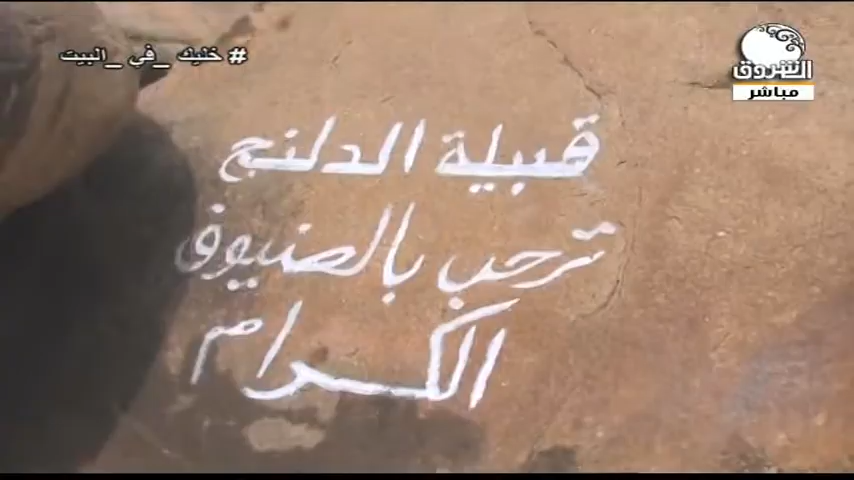 #خليك_في_البيت
الشروق
مباشر
قبيلة الدلنج
ترحب بالضيوف
الكرام